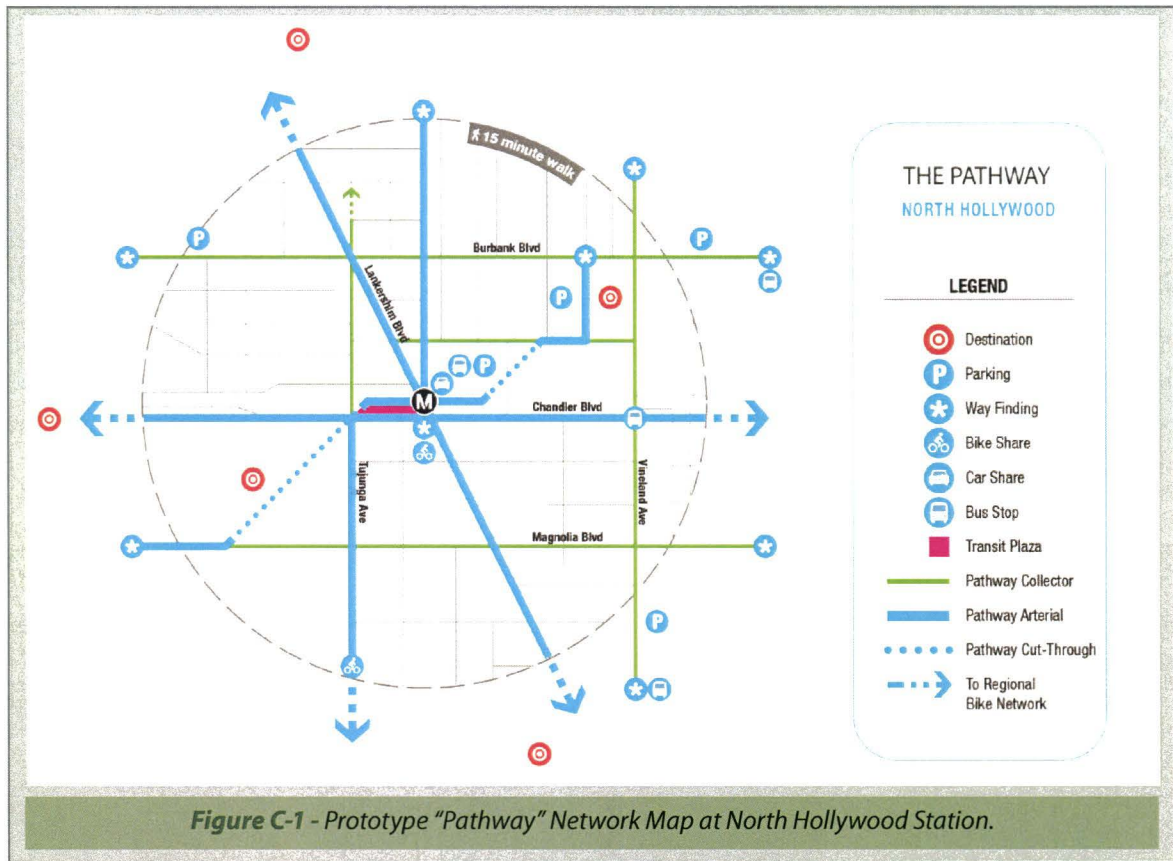 15 minute walk
P
P
Burbank Blvd
Lankershim Blvd
P
P
M
Chandler Blvd
Tujunga Ave
Vineland Ave
Magnolia Blvd
P
THE PATHWAY
NORTH HOLLYWOOD
LEGEND
Destination
P Parking
Way Finding
Bike Share
Car Share
Bus Stop
Transit Plaza
Pathway Collector
Pathway Arterial
Pathway Cut-Through
To Regional
Bike Network
Figure C-1 - Prototype “Pathway” Network Map at North Hollywood Station.